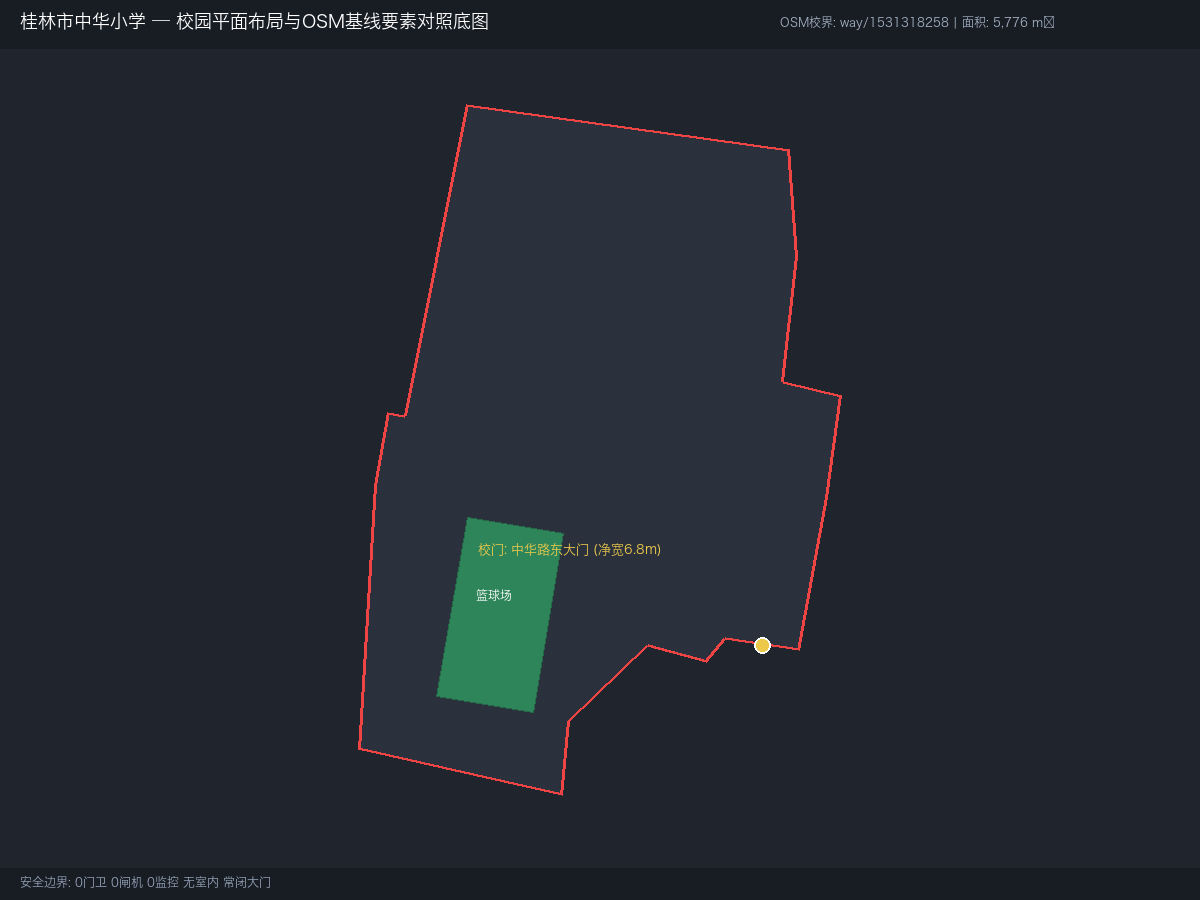 桂林市中华小学 — 校园平面布局与OSM基线要素对照底图
OSM校界: way/1531318258 | 面积: 5,776 m
校门: 中华路东大门 (净宽6.8m)
篮球场
安全边界: 0门卫 0闸机 0监控 无室内 常闭大门